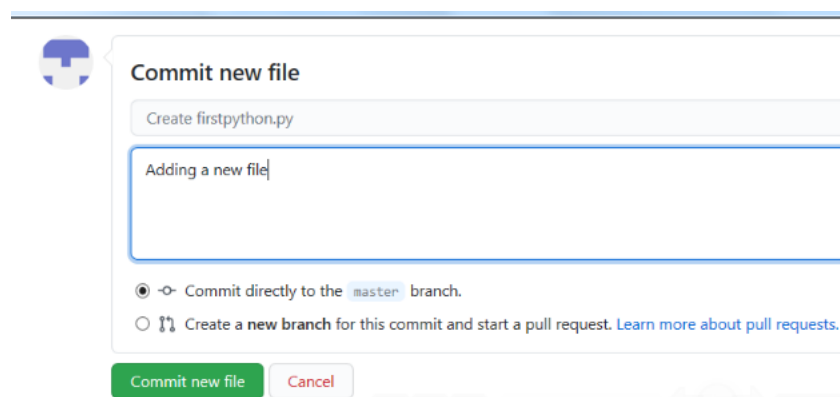 Commit new file
Create firstpython.py
Adding a new file
Commit directly to the master branch.
Create a new branch for this commit and start a pull request. Learn more about pull requests.
Commit new file Cancel